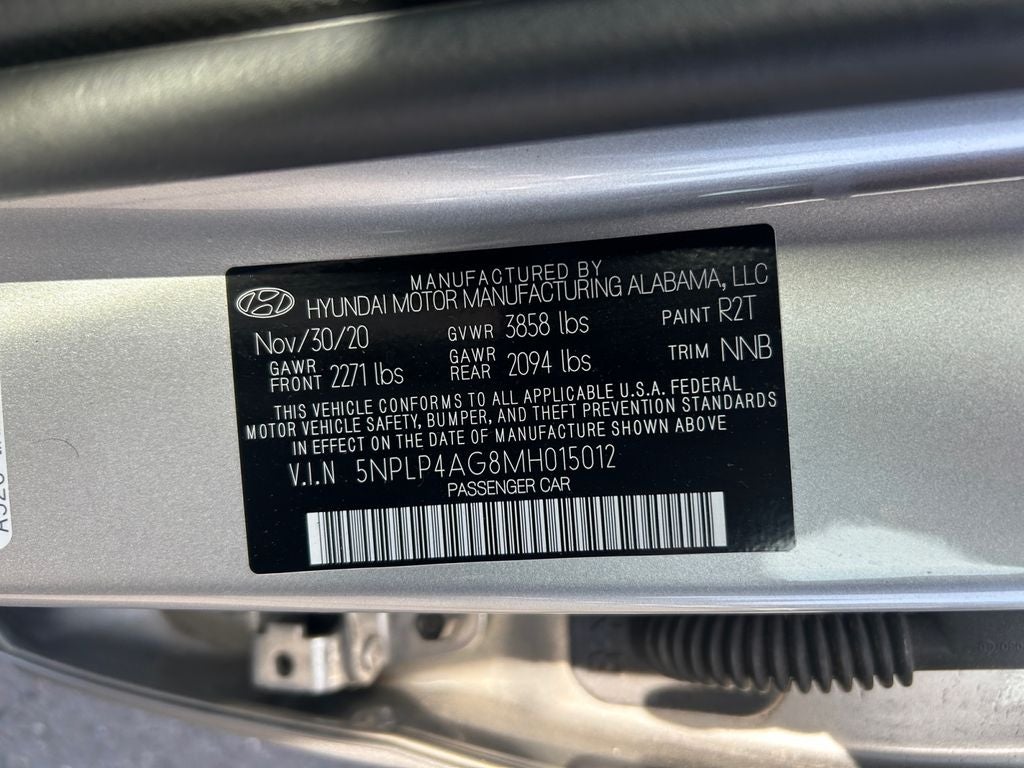 MANUFACTURED BY
HYUNDAI MOTOR MANUFACTURING ALABAMA, LLC
Nov/30/20 GVWR 3858 lbs PAINT R2T
GAWR FRONT 2271 lbs GAWR REAR 2094 lbs TRIM NNB
THIS VEHICLE CONFORMS TO ALL APPLICABLE U.S.A. FEDERAL
MOTOR VEHICLE SAFETY, BUMPER, AND THEFT PREVENTION STANDARDS
IN EFFECT ON THE DATE OF MANUFACTURE SHOWN ABOVE
V.I.N 5NPLP4AG8MH015012
PASSENGER CAR